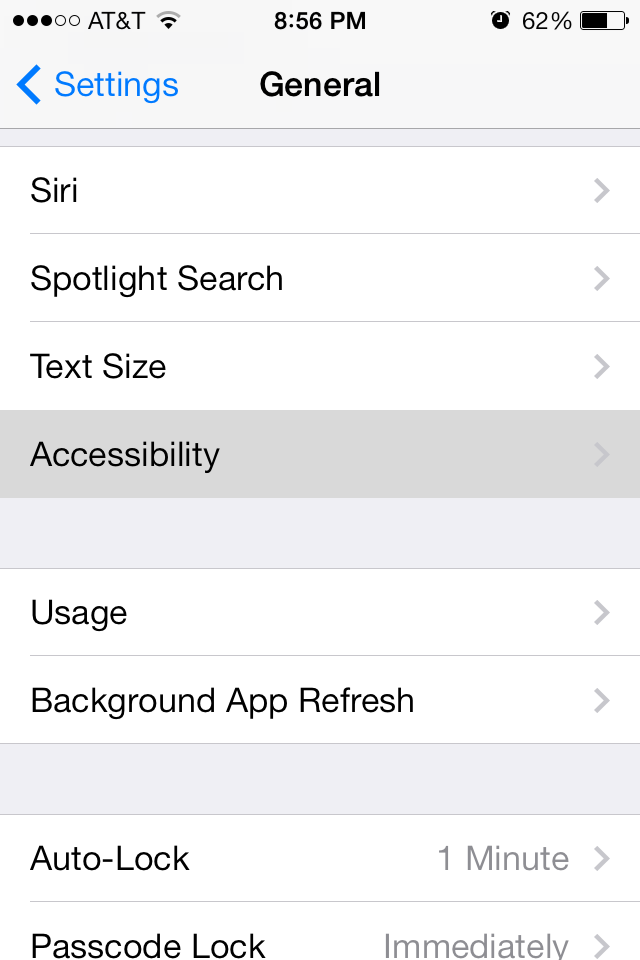 AT&T 8:56 PM 62%
Settings General
Siri
Spotlight Search
Text Size
Accessibility
Usage
Background App Refresh
Auto-Lock 1 Minute
Passcode Lock Immediately